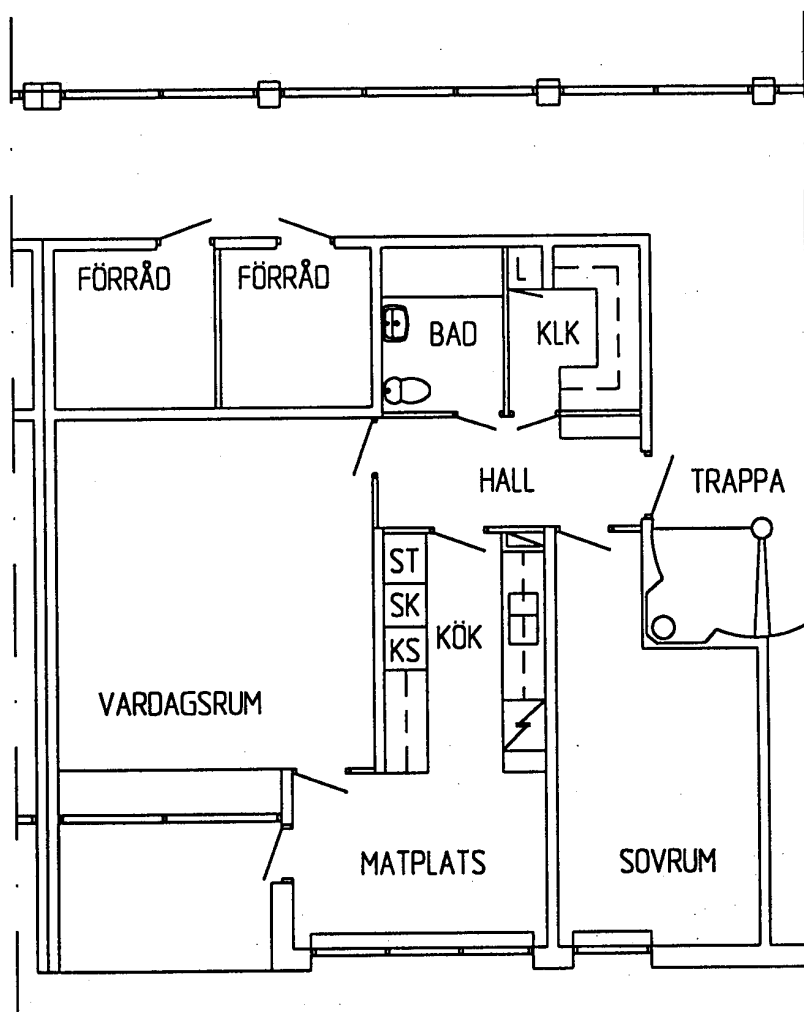 FÖRRÅD
FÖRRÅD
L
BAD
KLK
HALL
TRAPPA
ST
SK
KÖK
KS
VARDAGSRUM
MATPLATS
SOVRUM